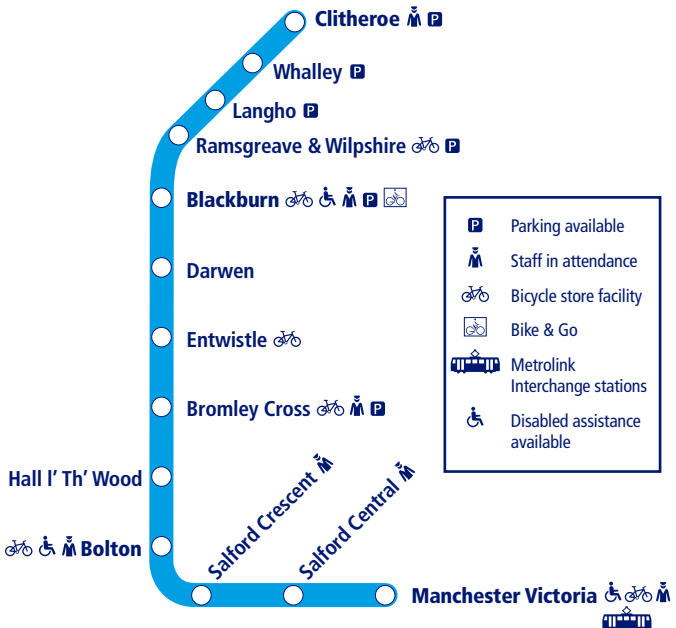 Clitheroe
Whalley
Langho
Ramsgreave & Wilpshire
Blackburn
Darwen
Entwistle
Bromley Cross
Hall l’ Th’ Wood
Bolton
Salford Crescent
Salford Central
Manchester Victoria
P Parking available
Staff in attendance
Bicycle store facility
Bike & Go
Metrolink
Interchange stations
Disabled assistance
available